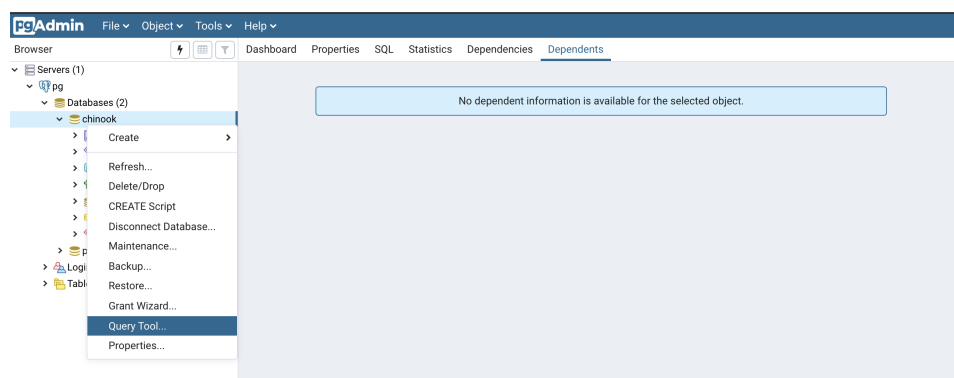 pgAdmin File Object Tools Help
Browser Dashboard Properties SQL Statistics Dependencies Dependents
Servers (1)
pg
Databases (2)
chinook
No dependent information is available for the selected object.
Create
Refresh...
Delete/Drop
CREATE Script
Disconnect Database...
Maintenance...
Backup...
Restore...
Grant Wizard...
Query Tool...
Properties...